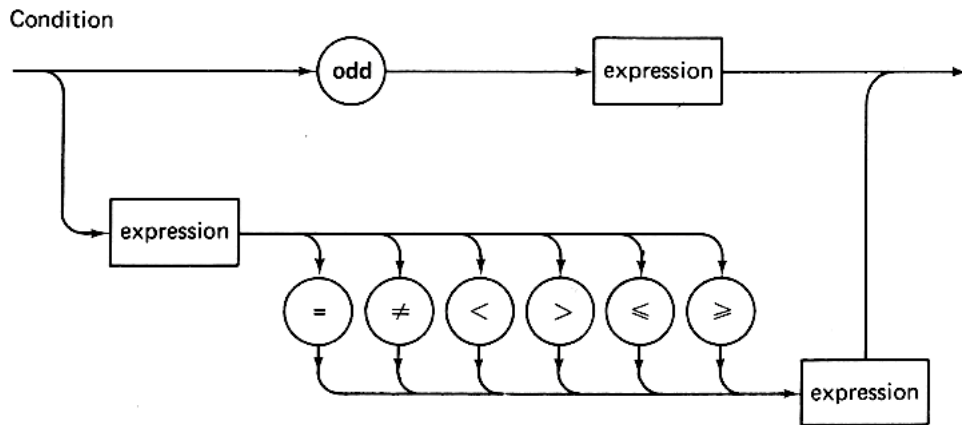 Condition
odd
expression
expression
= ≠ < > ⩽ ⩾
expression